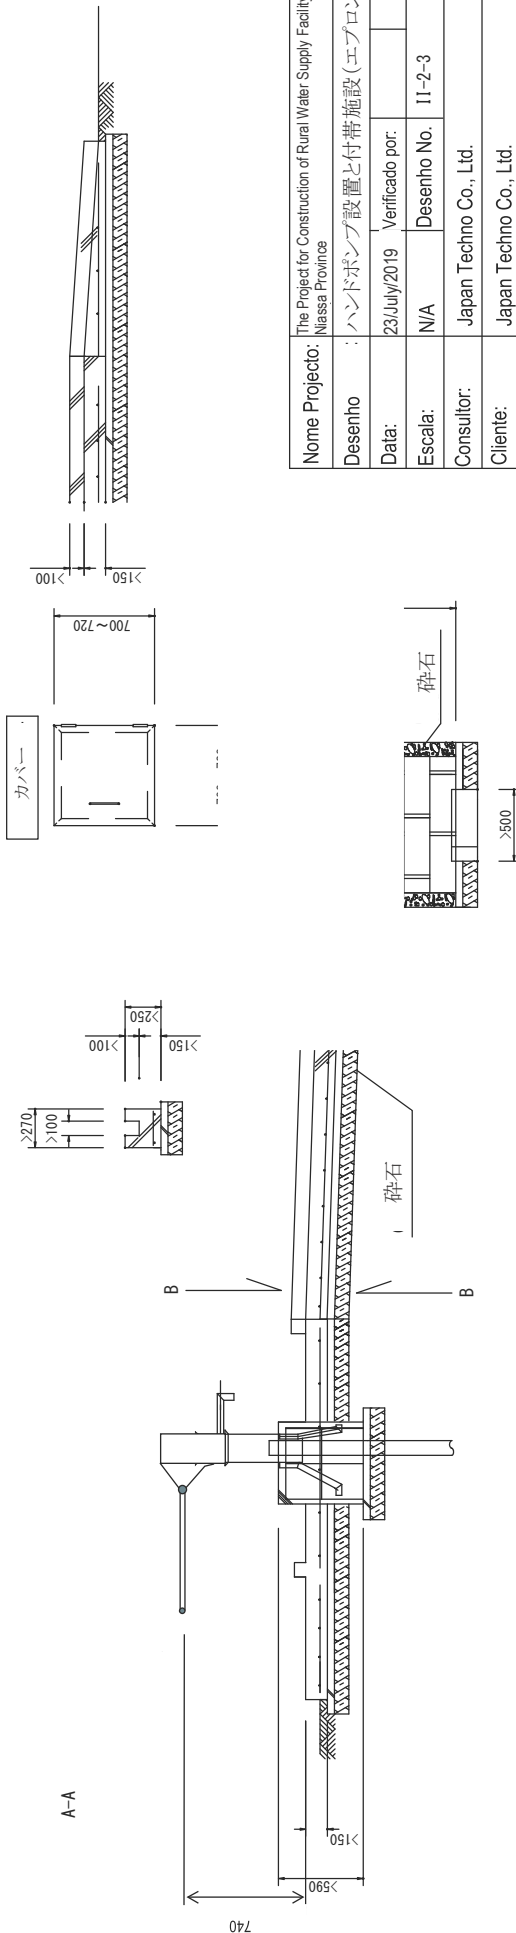 A-A
740
>590
>150
B
B
砕石
>270
>100
>100
>250
>150
カバー
700~720
>500
砕石
>100
>150
Nome Projecto: The Project for Construction of Rural Water Supply Facility
Niassa Province
Desenho : ハンドポンプ設置と付帯施設(エプロン
Data: 23/July/2019 Verificado por:
Escala: N/A Desenho No. II-2-3
Consultor: Japan Techno Co., Ltd.
Cliente: Japan Techno Co., Ltd.